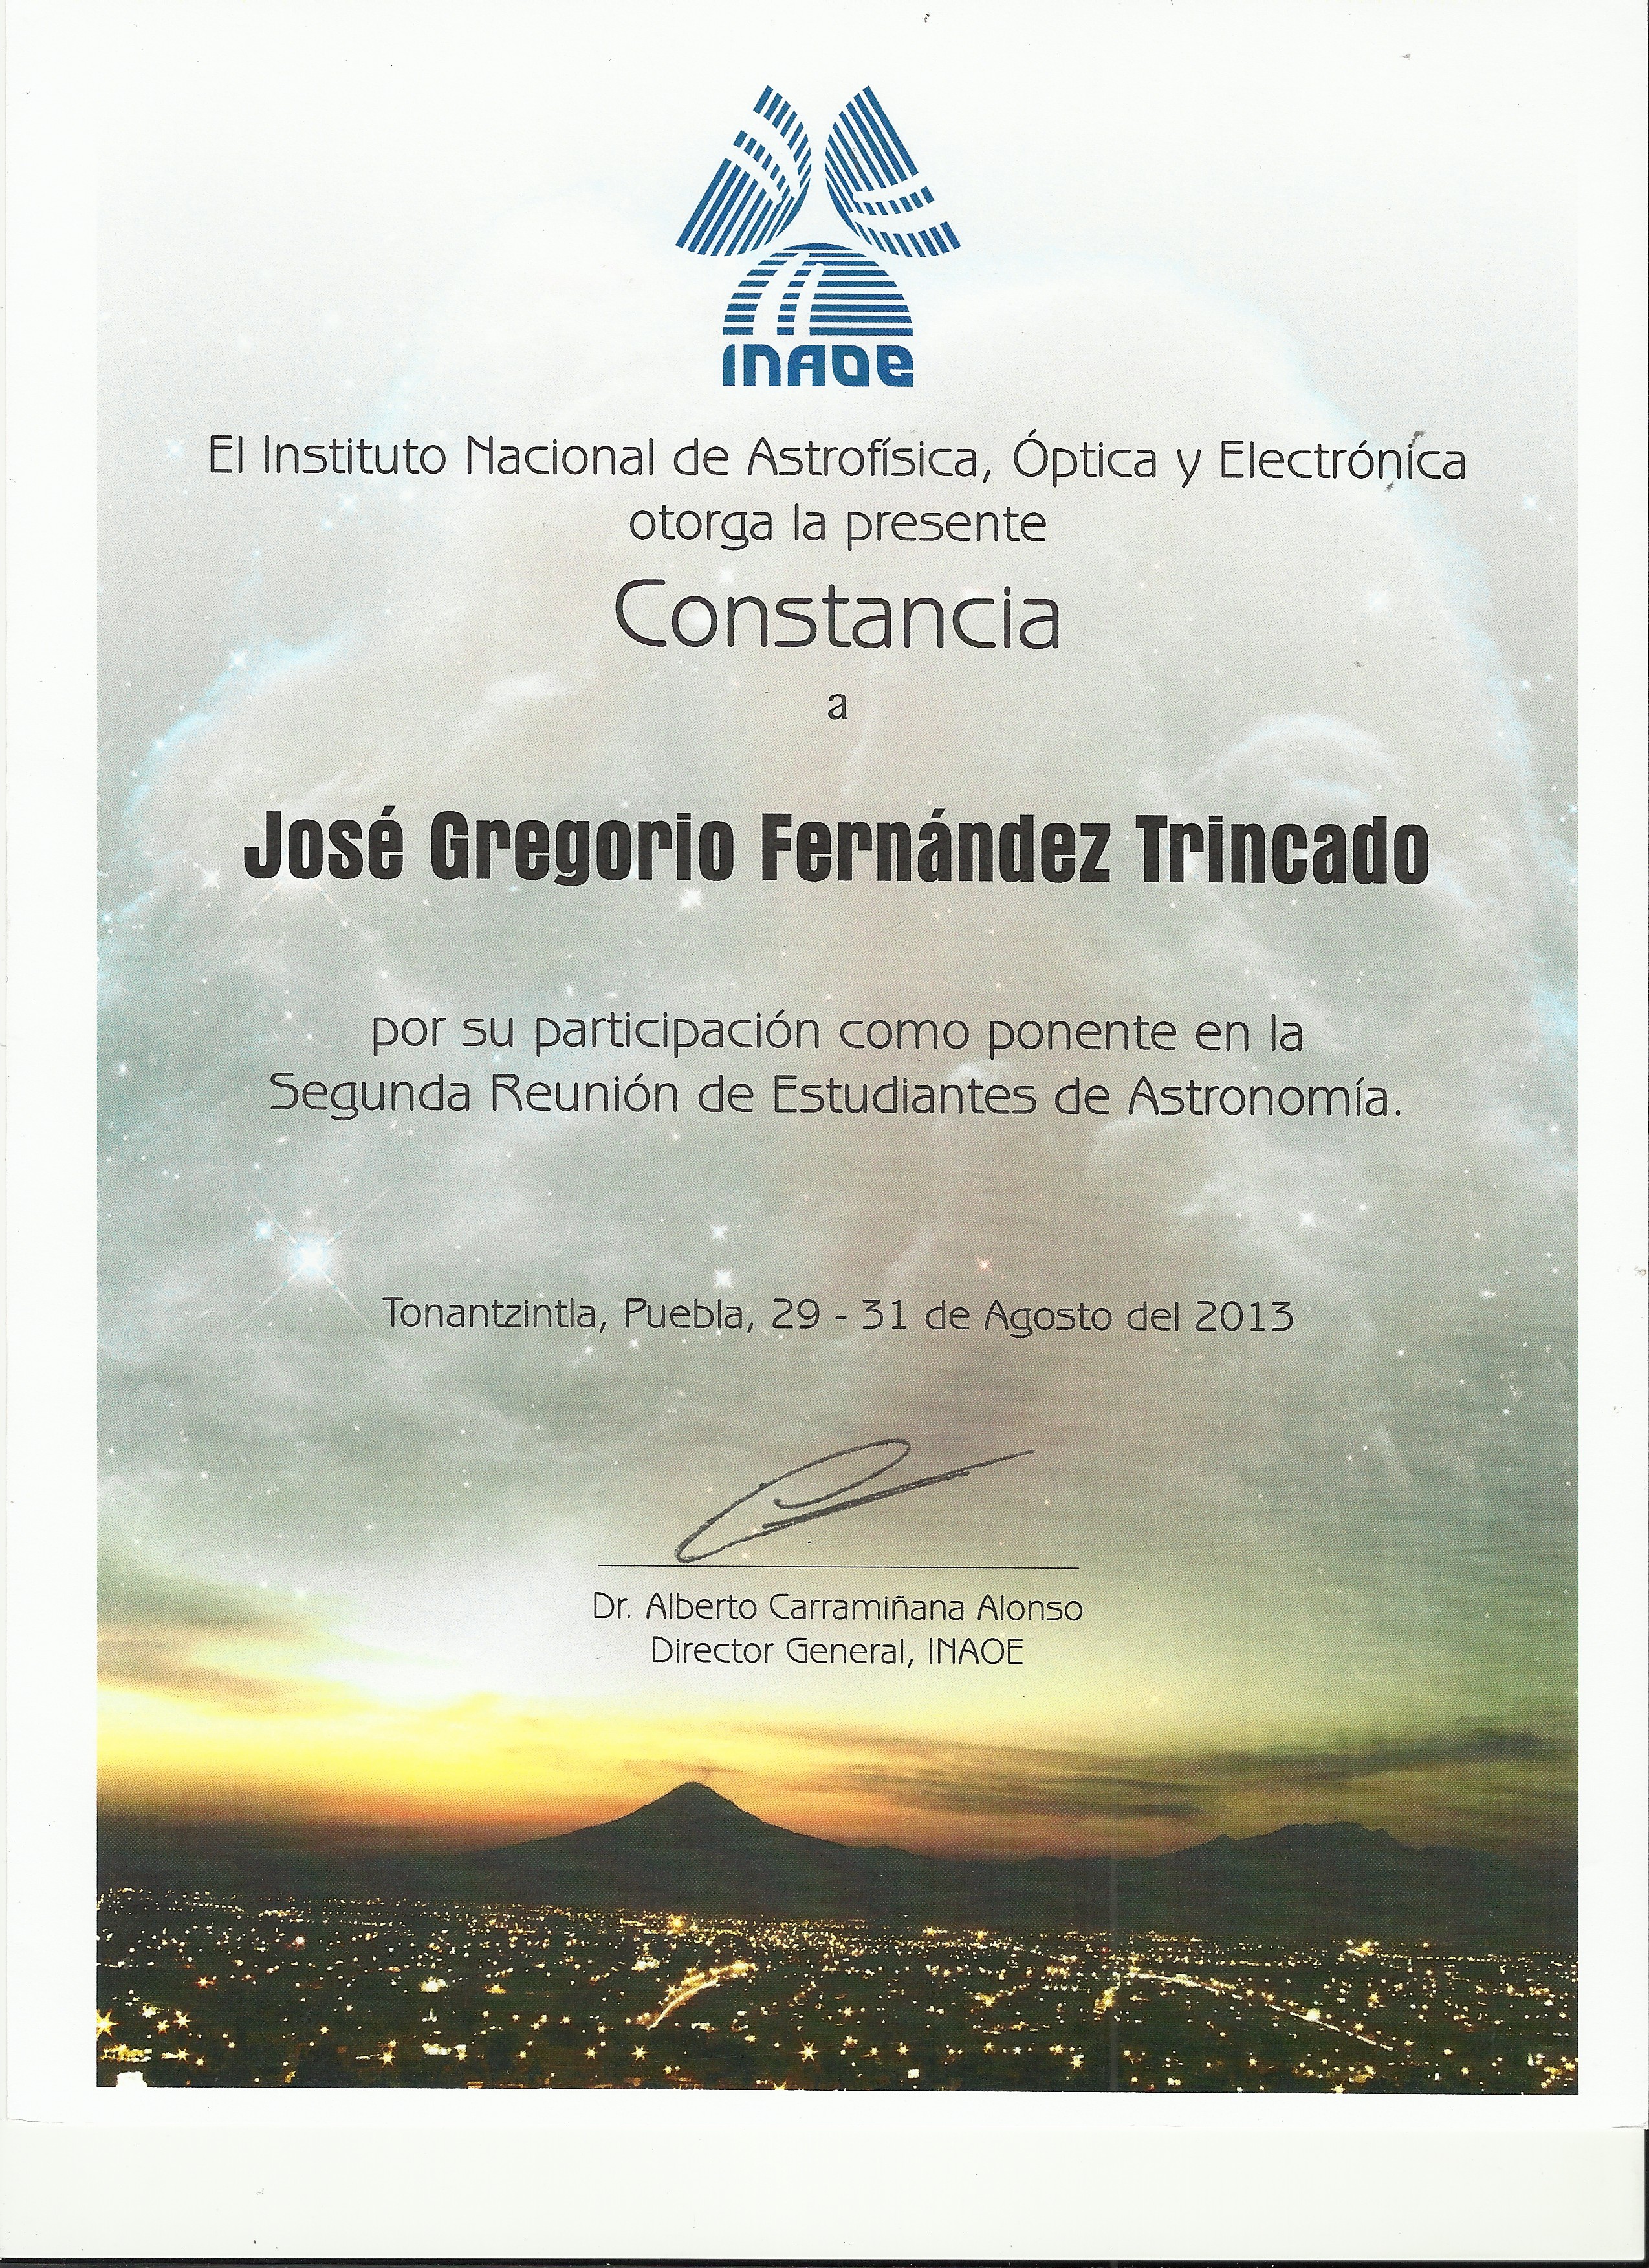 INAOE
El Instituto Nacional de Astrofísica, Óptica y Electrónica
otorga la presente
Constancia
a
José Gregorio Fernández Trincado
por su participación como ponente en la
Segunda Reunión de Estudiantes de Astronomía.
Tonantzintla, Puebla, 29 - 31 de Agosto del 2013
Dr. Alberto Carramiñana Alonso
Director General, INAOE